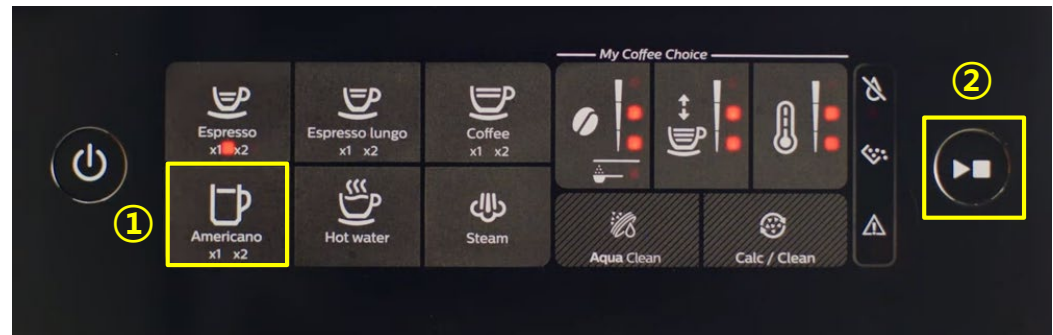 My Coffee Choice
Espresso
x1 x2
Espresso lungo
x1 x2
Coffee
x1 x2
②
①
Americano
x1 x2
Hot water
Steam
Aqua Clean
Calc / Clean